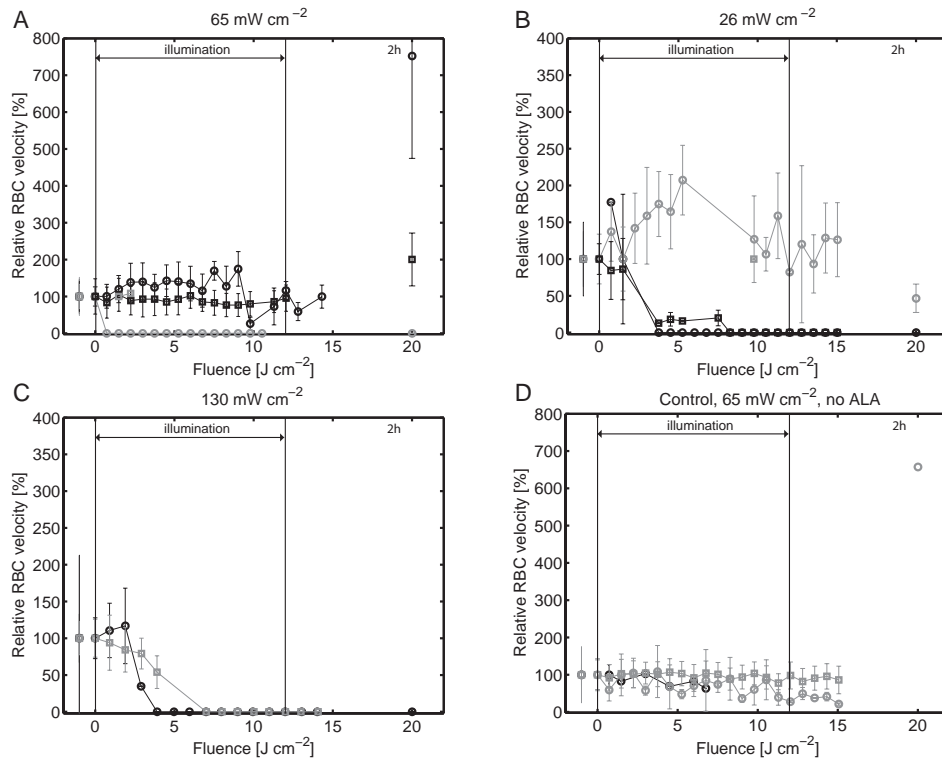 A
65 mW cm−2
Relative RBC velocity [%]
800
700
600
500
400
300
200
100
0
illumination
2h
0 5 10 15 20
Fluence [J cm−2]
B
26 mW cm−2
Relative RBC velocity [%]
400
350
300
250
200
150
100
50
0
illumination
2h
0 5 10 15 20
Fluence [J cm−2]
C
130 mW cm−2
Relative RBC velocity [%]
400
350
300
250
200
150
100
50
0
illumination
2h
0 5 10 15 20
Fluence [J cm−2]
D
Control, 65 mW cm−2, no ALA
Relative RBC velocity [%]
800
700
600
500
400
300
200
100
0
illumination
2h
0 5 10 15 20
Fluence [J cm−2]